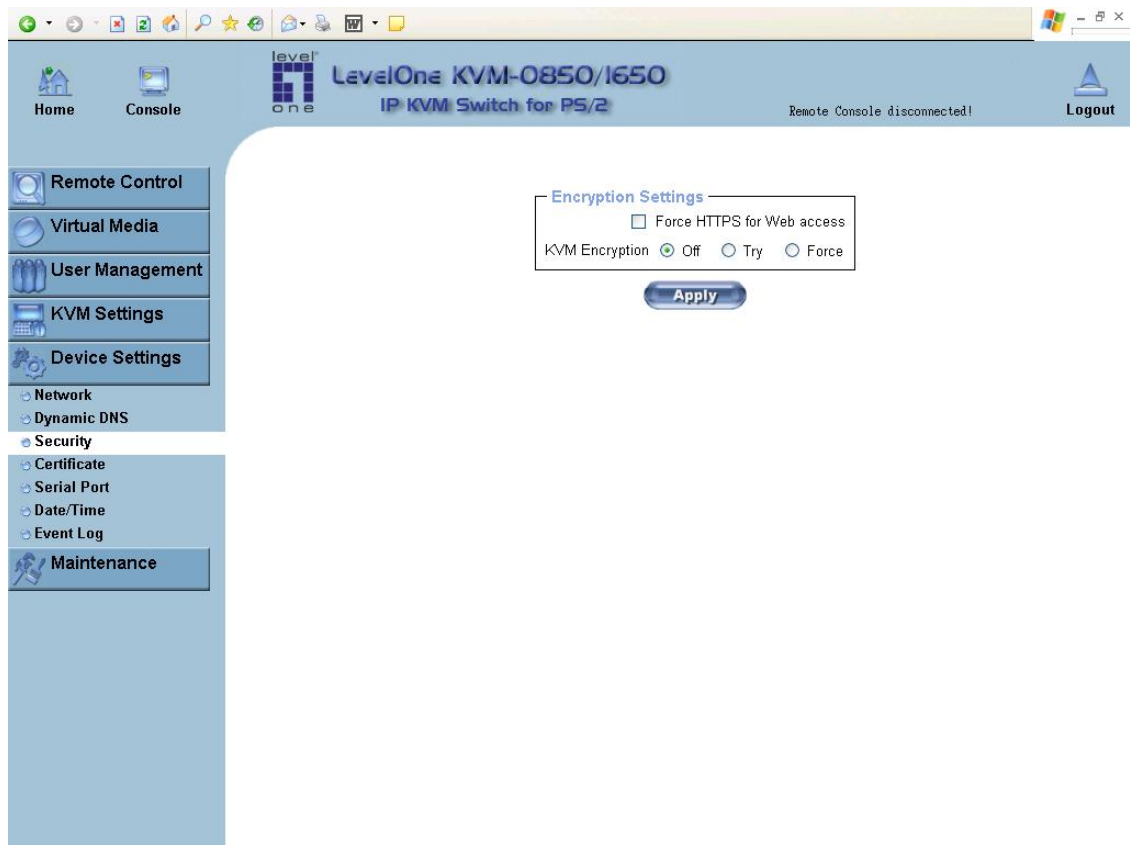 level
one
LevelOne KVM-0850/1650
IP KVM Switch for PS/2
Home
Console
Remote Console disconnected!
Logout
Remote Control
Virtual Media
User Management
KVM Settings
Device Settings
Network
Dynamic DNS
Security
Certificate
Serial Port
Date/Time
Event Log
Maintenance
Encryption Settings
Force HTTPS for Web access
KVM Encryption Off Try Force
Apply